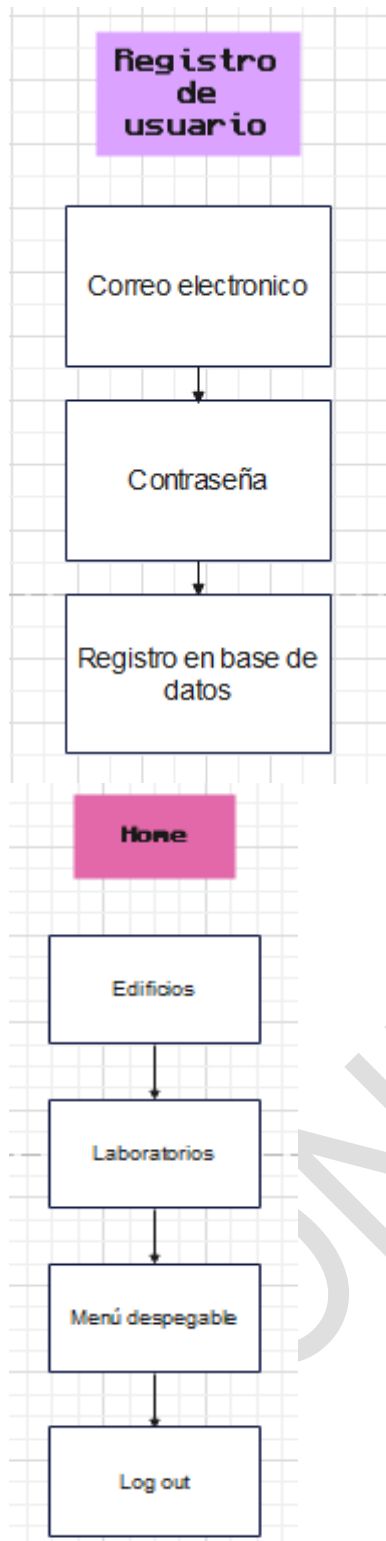 Registro
de
usuario
Correo electronico
Contraseña
Registro en base de
datos
Home
Edificios
Laboratorios
Menú despegable
Log out